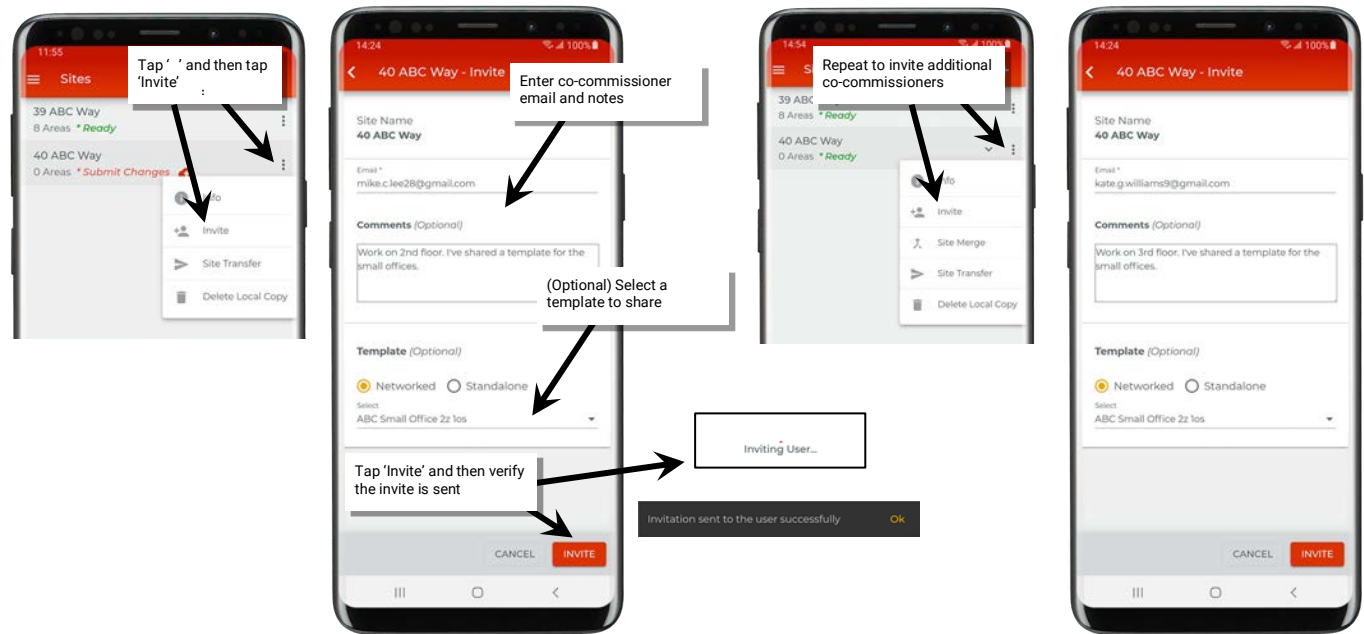 11:55
Sites
Tap ' ' and then tap
'Invite'
:
39 ABC Way
8 Areas * Ready
40 ABC Way
0 Areas * Submit Changes
Invite
Site Transfer
Delete Local Copy
14:24
100%
40 ABC Way - Invite
Enter co-commissioner
email and notes
Site Name
40 ABC Way
Email *
mike.c.lee28@gmail.com
Comments (Optional)
Work on 2nd floor. I've shared a template for the
small offices.
(Optional) Select a
template to share
Template (Optional)
Networked
Standalone
Select
ABC Small Office 2z 1os
Tap 'Invite' and then verify
the invite is sent
CANCEL
INVITE
Inviting User...
Invitation sent to the user successfully
Ok
14:54
100%
Repeat to invite additional
co-commissioners
39 ABC
8 Areas * Ready
40 ABC Way
0 Areas * Ready
Invite
Site Merge
Site Transfer
Delete Local Copy
14:24
100%
40 ABC Way - Invite
Site Name
40 ABC Way
Email *
kate.g.williams9@gmail.com
Comments (Optional)
Work on 3rd floor. I've shared a template for the
small offices.
Template (Optional)
Networked
Standalone
Select
ABC Small Office 2z 1os
CANCEL
INVITE